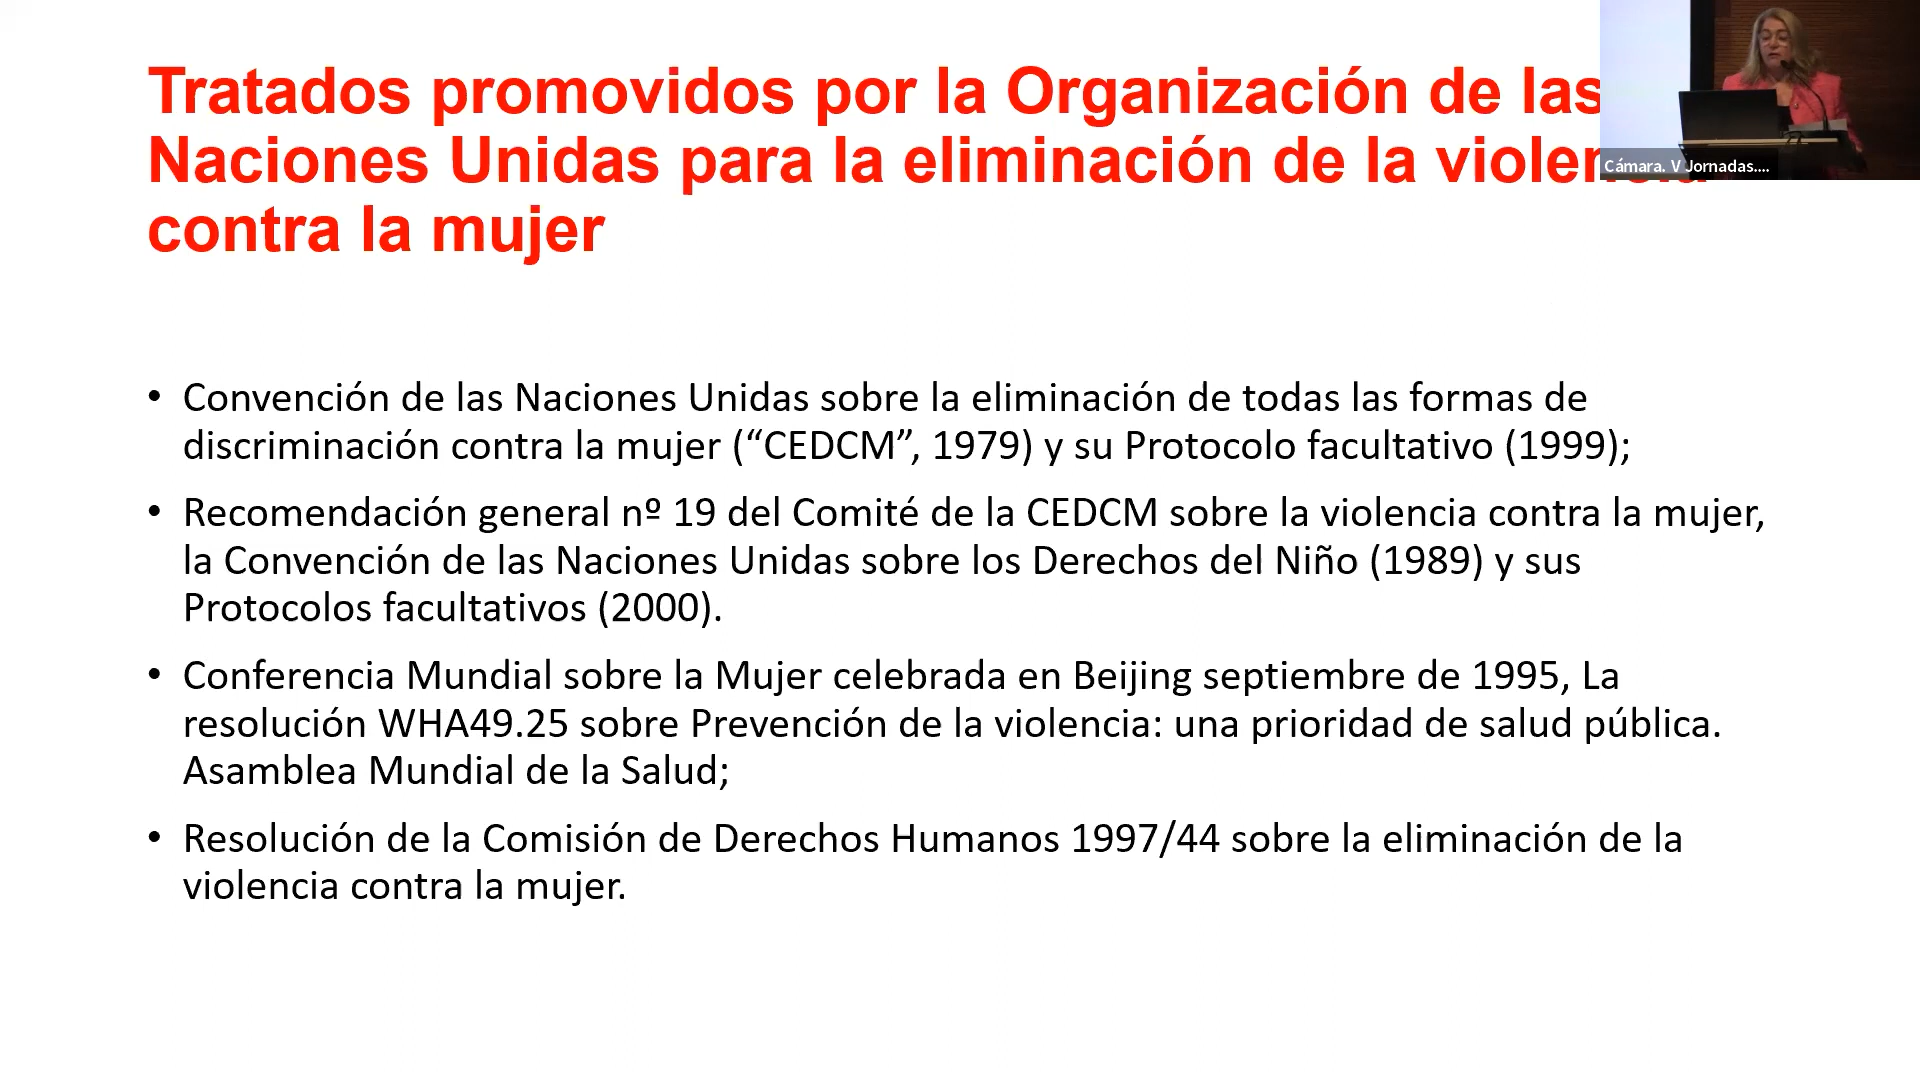 Tratados promovidos por la Organización de las
Naciones Unidas para la eliminación de la violencia
contra la mujer
Cámara. V Jornadas....
• Convención de las Naciones Unidas sobre la eliminación de todas las formas de
discriminación contra la mujer (“CEDCM”, 1979) y su Protocolo facultativo (1999);
• Recomendación general nº 19 del Comité de la CEDCM sobre la violencia contra la mujer,
la Convención de las Naciones Unidas sobre los Derechos del Niño (1989) y sus
Protocolos facultativos (2000).
• Conferencia Mundial sobre la Mujer celebrada en Beijing septiembre de 1995, La
resolución WHA49.25 sobre Prevención de la violencia: una prioridad de salud pública.
Asamblea Mundial de la Salud;
• Resolución de la Comisión de Derechos Humanos 1997/44 sobre la eliminación de la
violencia contra la mujer.